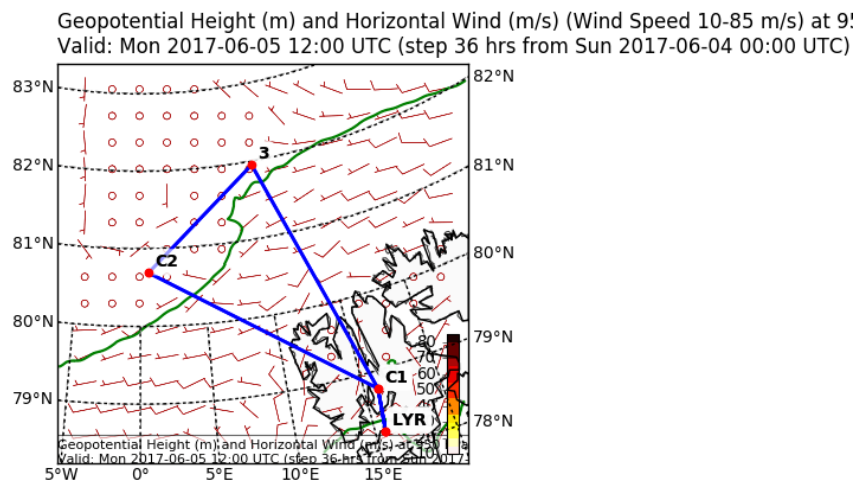 Geopotential Height (m) and Horizontal Wind (m/s) (Wind Speed 10-85 m/s) at 95
Valid: Mon 2017-06-05 12:00 UTC (step 36 hrs from Sun 2017-06-04 00:00 UTC)
83°N
82°N
82°N
3
81°N
81°N
C2
80°N
80°N
79°N
80
70
60
50
C1
79°N
LYR
78°N
10
Geopotential Height (m) and Horizontal Wind (m/s) at 950
Valid: Mon 2017-06-05 12:00 UTC (step 36 hrs from Sun 2017-
5°W 0° 5°E 10°E 15°E